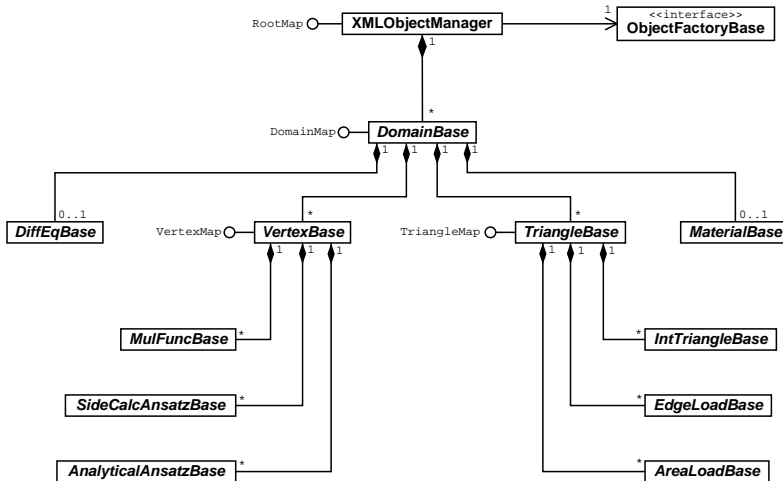 RootMap
XMLObjectManager
1
<<interface>>
ObjectFactoryBase
1
*
DomainMap
DomainBase
1
1
1
1
0..1
*
*
0..1
DiffEqBase
VertexMap
VertexBase
TriangleMap
TriangleBase
MaterialBase
1
1
1
1
1
1
MulFuncBase
*
*
IntTriangleBase
SideCalcAnsatzBase
*
*
EdgeLoadBase
AnalyticalAnsatzBase
*
*
AreaLoadBase